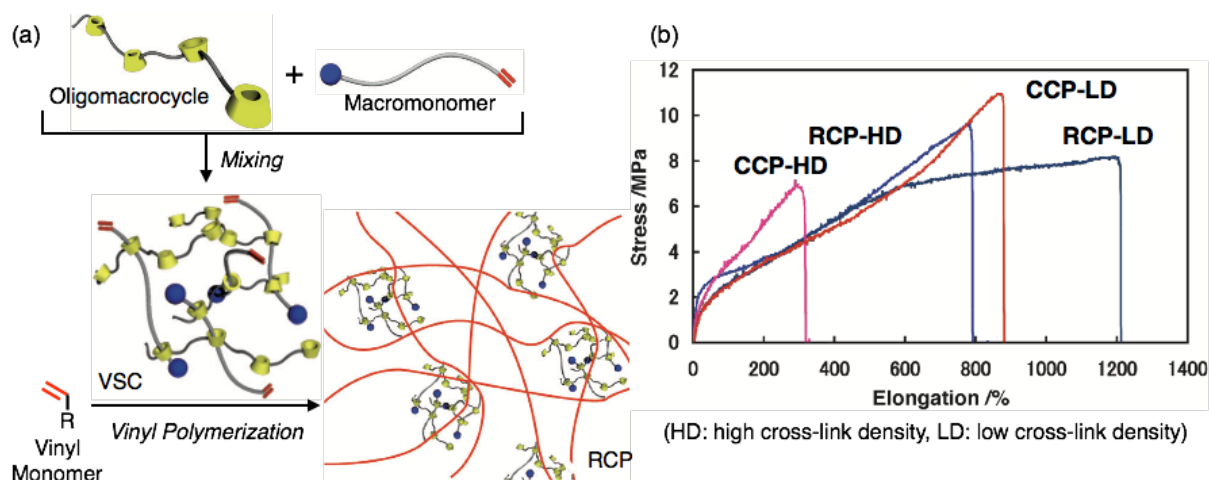 (a)
Oligomacrocycle
+
Macromonomer
Mixing
VSC
R
Vinyl
Monomer
Vinyl Polymerization
RCP
(b)
Stress /MPa
12
10
8
6
4
2
0
CCP-HD
RCP-HD
CCP-LD
RCP-LD
0 200 400 600 800 1000 1200 1400
Elongation /%
(HD: high cross-link density, LD: low cross-link density)